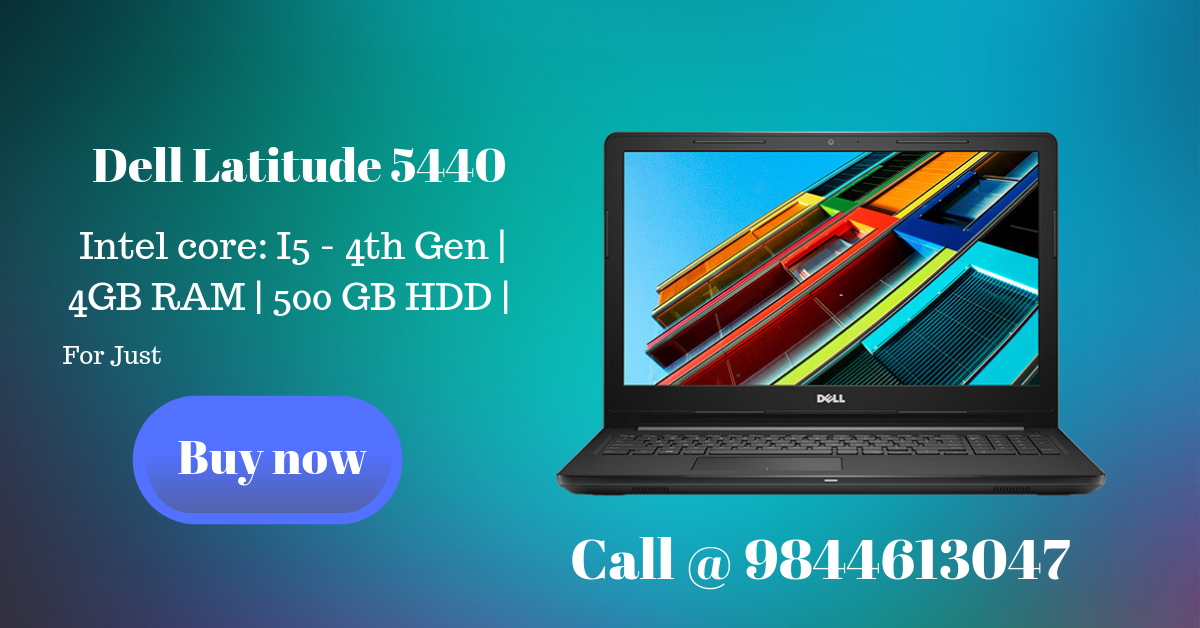 Dell Latitude 5440
Intel core: I5 - 4th Gen |
4GB RAM | 500 GB HDD |
For Just
Buy now
DELL
Call @ 9844613047